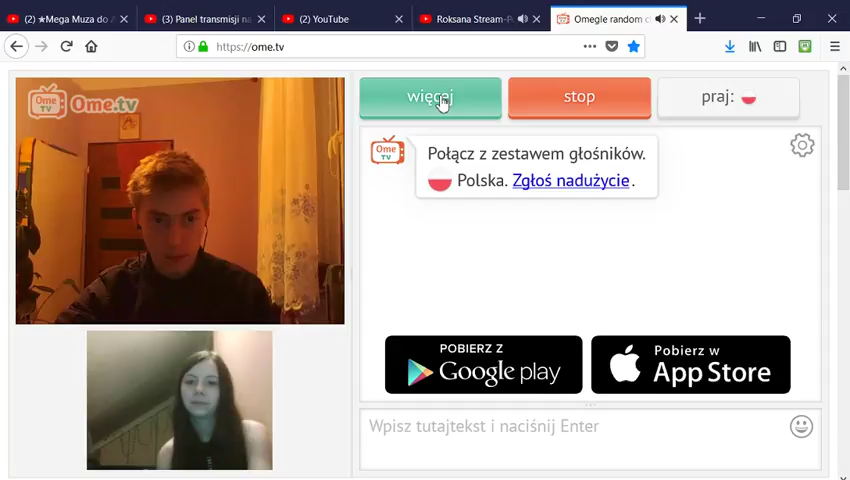 (2) ★Mega Muza do A
(3) Panel transmisji na
(2) YouTube
Roksana Stream-P
Omegle random c
https://ome.tv
Ome TV Ome.tv
więcej
stop
praj:
Ome TV
Połącz z zestawem głośników.
Polska. Zgłoś nadużycie.
POBIERZ Z
Google play
Pobierz w
App Store
Wpisz tutajtekst i naciśnij Enter